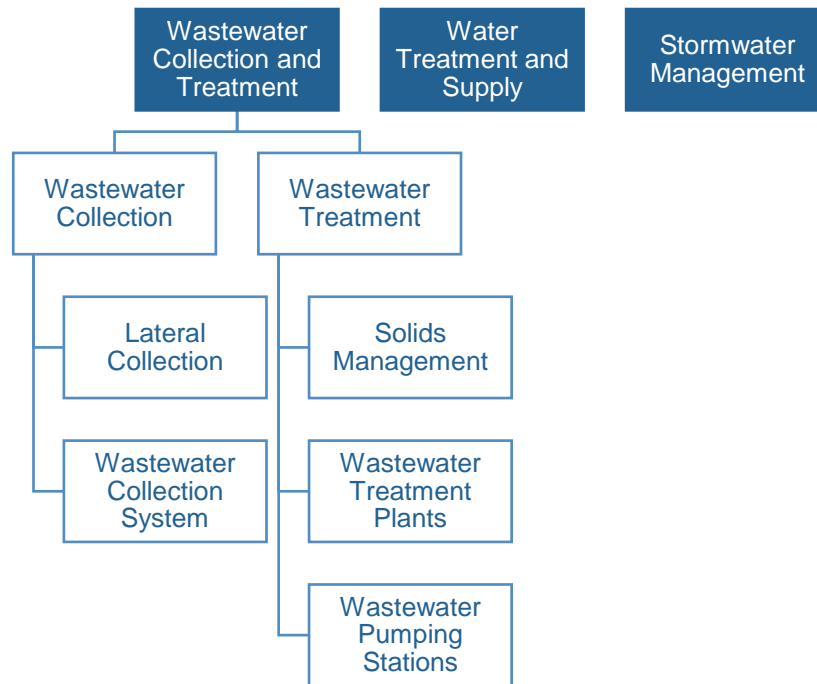 Wastewater
Collection and
Treatment
Water
Treatment and
Supply
Stormwater
Management
Wastewater
Collection
Wastewater
Treatment
Lateral
Collection
Solids
Management
Wastewater
Collection
System
Wastewater
Treatment
Plants
Wastewater
Pumping
Stations